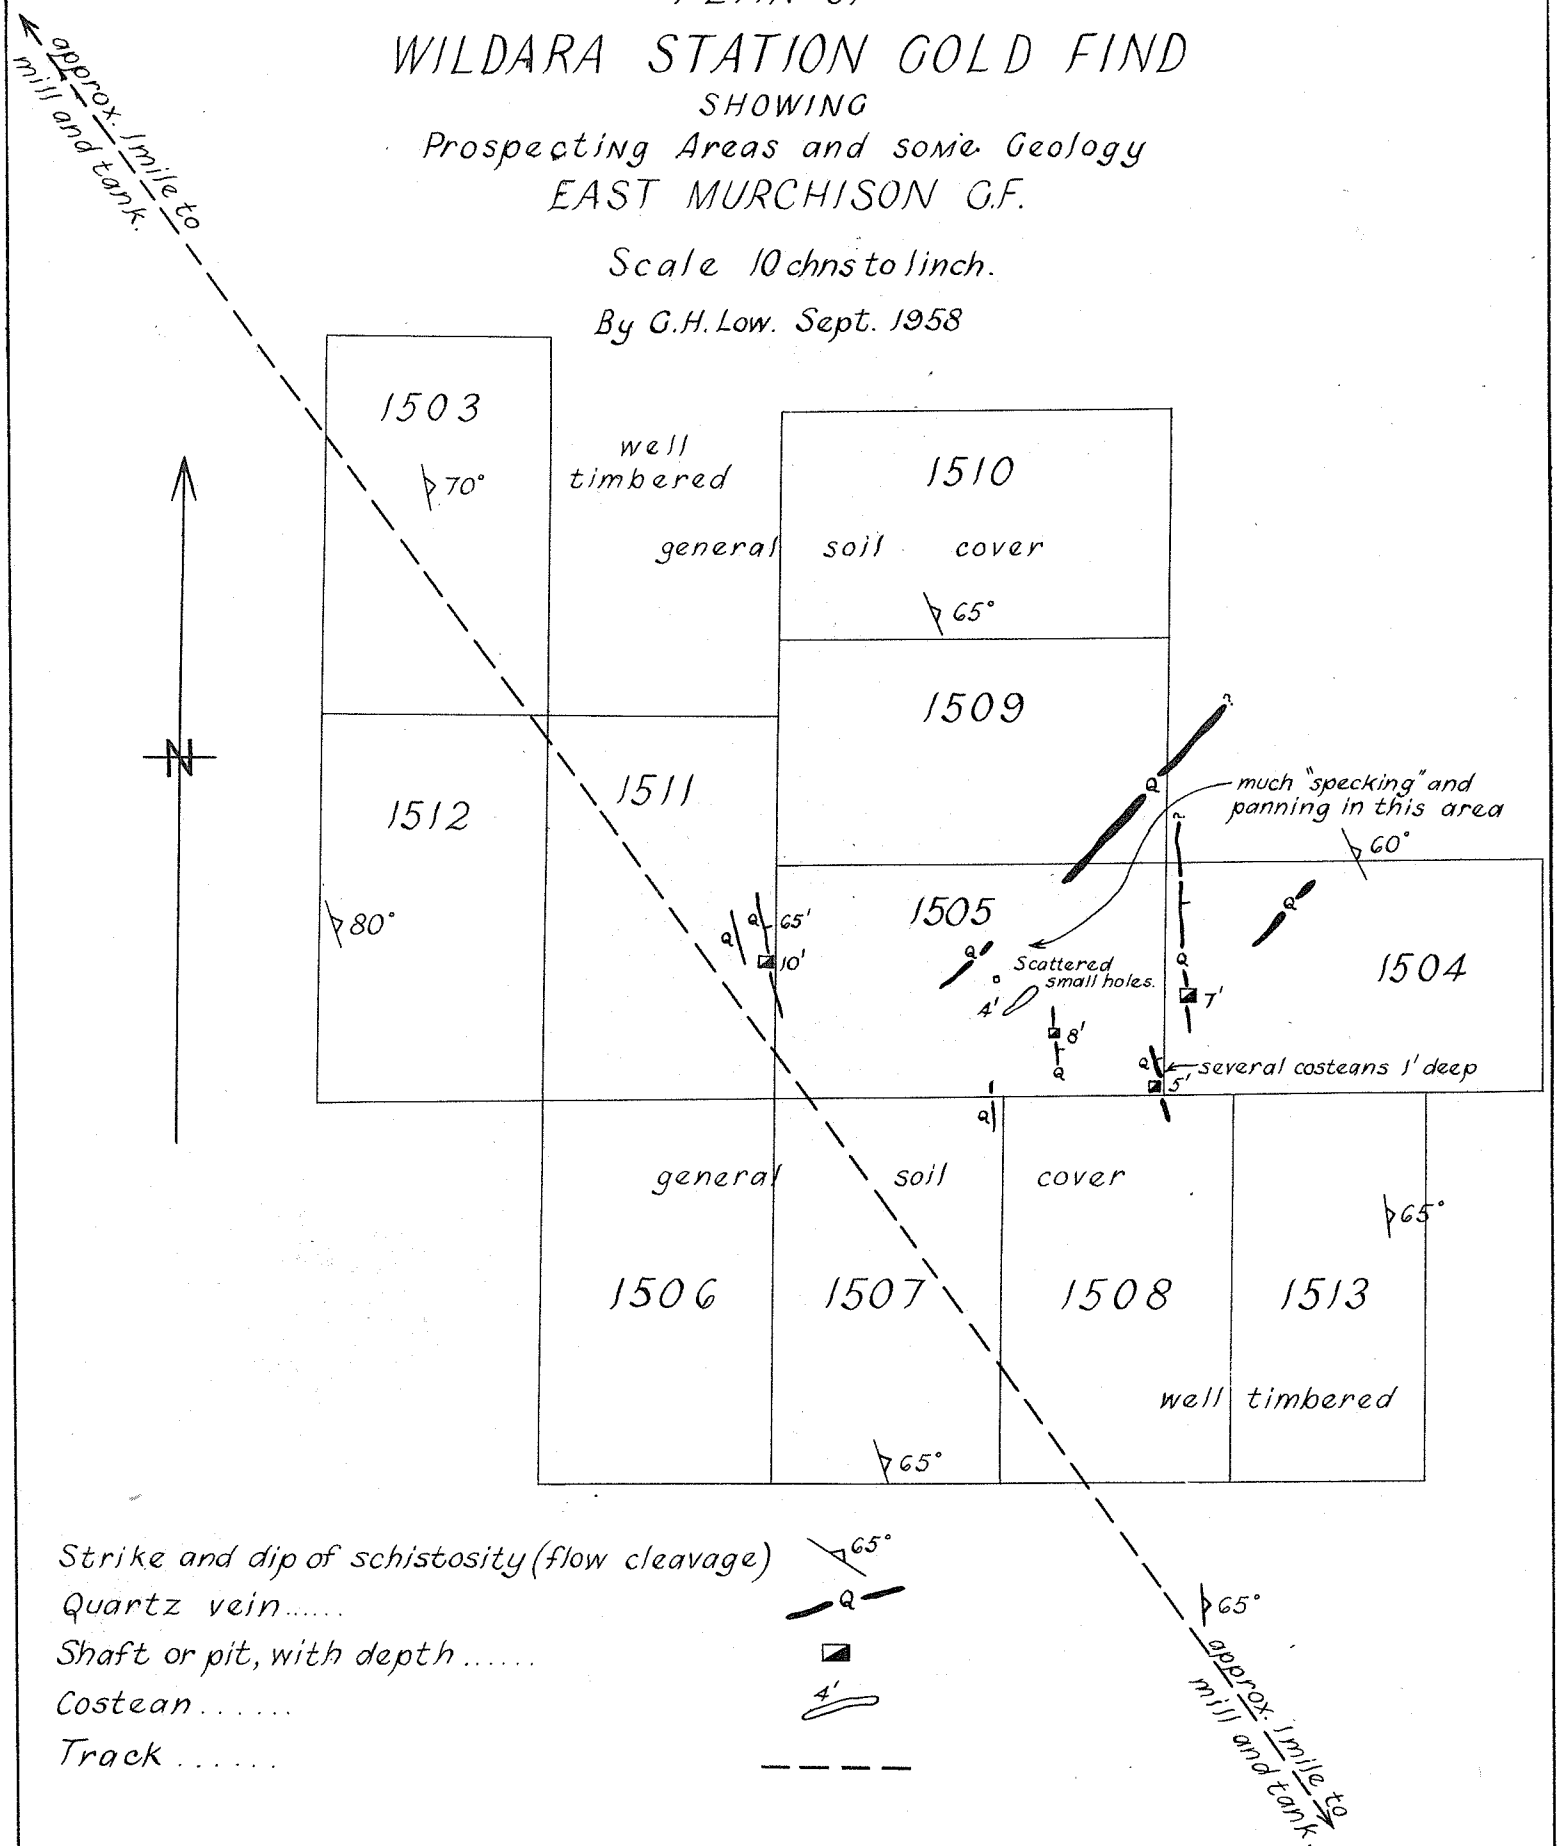 WILDARA STATION GOLD FIND
SHOWING
Prospecting Areas and some Geology
EAST MURCHISON G.F.
Scale 10 chns to 1 inch.
By G.H. Low. Sept. 1958
approx. 1 mile to
mill and tank.
1503
70°
well
timbered
1510
general soil cover
65°
1509
?
Q
much "specking" and
panning in this area
?
60°
1511
1512
80°
Q
Q
65'
10'
1505
Q
Scattered
small holes.
4'
8'
Q
Q
7'
Q
1504
Q
several costeans 1' deep
5'
Q
general soil cover
65°
1506
1507
1508
1513
well timbered
65°
Strike and dip of schistosity (flow cleavage) 65°
Quartz vein...... Q
Shaft or pit, with depth......
Costean...... 4'
Track......
65°
approx. 1 mile to
mill and tank.
N